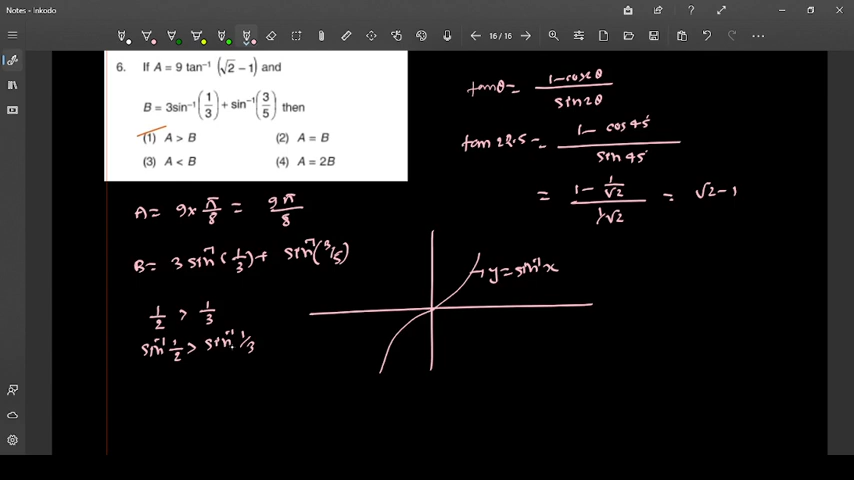 Notes - Inkodo
16 / 16
6. If A = 9 tan⁻¹ (√2 – 1) and
B = 3sin⁻¹(1/3) + sin⁻¹(3/5) then
(1) A > B (2) A = B
(3) A < B (4) A = 2B
tanθ = (1-cos2θ)/(sin2θ)
tan 22.5 = (1- cos 45)/(sin 45)
= (1 - 1/√2)/(1/√2) = √2 - 1
A = 9 × π/8 = 9π/8
B = 3 sin⁻¹(1/3) + sin⁻¹(3/5)
y = sin⁻¹x
1/2 > 1/3
sin⁻¹ 1/2 > sin⁻¹ 1/3